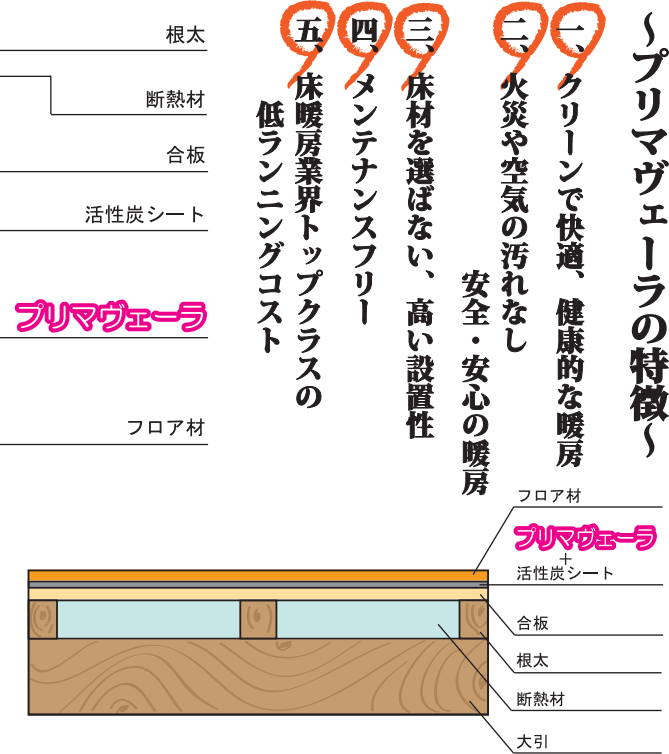 ～プリマヴェーラの特徴～
一、クリーンで快適、健康的な暖房
二、火災や空気の汚れなし
安全・安心の暖房
三、床材を選ばない、高い設置性
四、メンテナンスフリー
五、床暖房業界トップクラスの
低ランニングコスト
根太
断熱材
合板
活性炭シート
プリマヴェーラ
フロア材
フロア材
プリマヴェーラ
+
活性炭シート
合板
根太
断熱材
大引